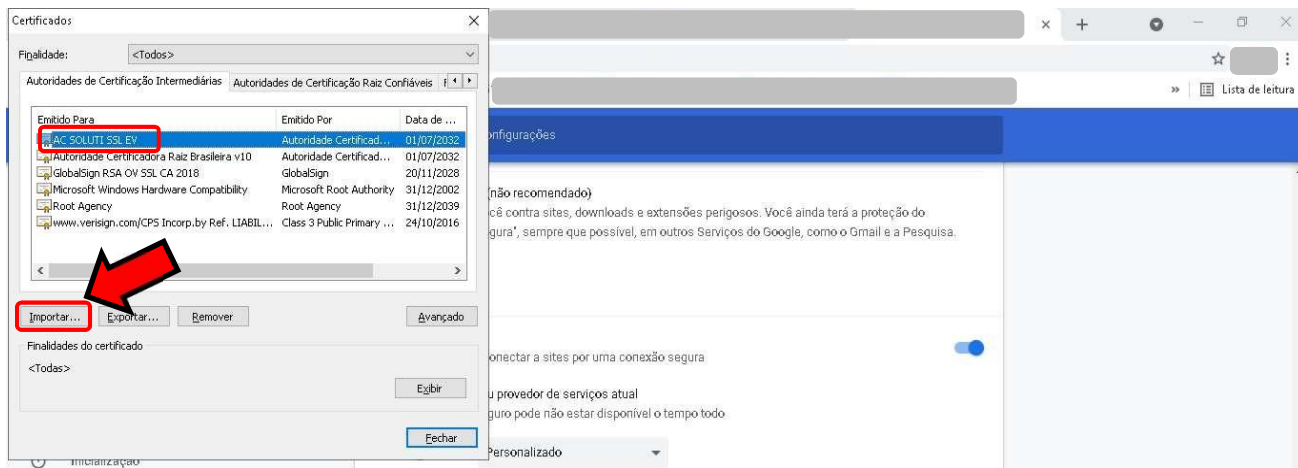 Certificados
Finalidade: <Todos>
Autoridades de Certificação Intermediárias Autoridades de Certificação Raiz Confiáveis
Emitido Para Emitido Por Data de ...
AC SOLUTI SSL EV Autoridade Certificad... 01/07/2032
Autoridade Certificadora Raiz Brasileira v10 Autoridade Certificad... 01/07/2032
GlobalSign RSA OV SSL CA 2018 GlobalSign 20/11/2028
Microsoft Windows Hardware Compatibility Microsoft Root Authority 31/12/2002
Root Agency Root Agency 31/12/2039
www.verisign.com/CPS Incorp.by Ref. LIABIL... Class 3 Public Primary ... 24/10/2016
Importar... Exportar... Remover Avançado
Finalidades do certificado
<Todas>
Exibir
Fechar
Lista de leitura
onfigurações
(não recomendado)
cê contra sites, downloads e extensões perigosos. Você ainda terá a proteção do
gura", sempre que possível, em outros Serviços do Google, como o Gmail e a Pesquisa.
onectar a sites por uma conexão segura
u provedor de serviços atual
guro pode não estar disponível o tempo todo
Personalizado
Inicialização